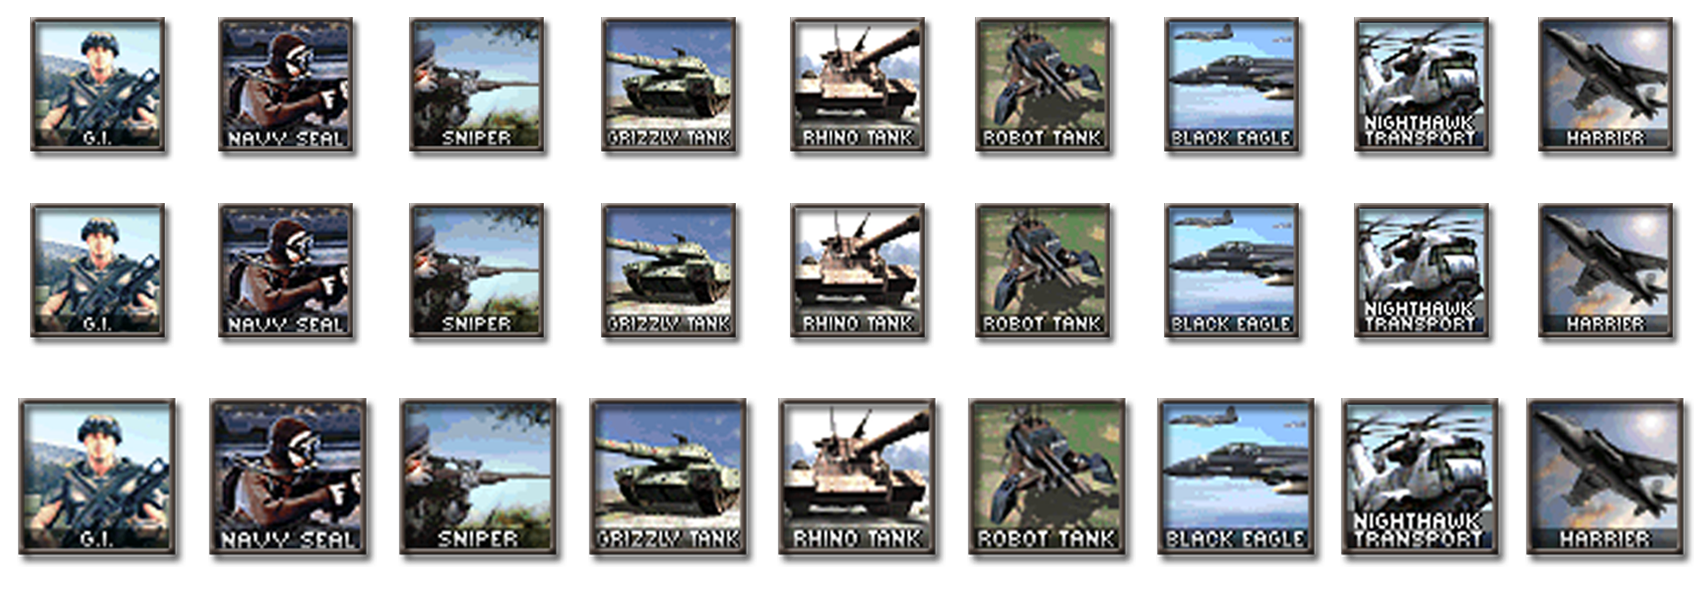 G.I.
NAVY SEAL
SNIPER
GRIZZLY TANK
RHINO TANK
ROBOT TANK
BLACK EAGLE
NIGHTHAWK
TRANSPORT
HARRIER
G.I.
NAVY SEAL
SNIPER
GRIZZLY TANK
RHINO TANK
ROBOT TANK
BLACK EAGLE
NIGHTHAWK
TRANSPORT
HARRIER
G.I.
NAVY SEAL
SNIPER
GRIZZLY TANK
RHINO TANK
ROBOT TANK
BLACK EAGLE
NIGHTHAWK
TRANSPORT
HARRIER